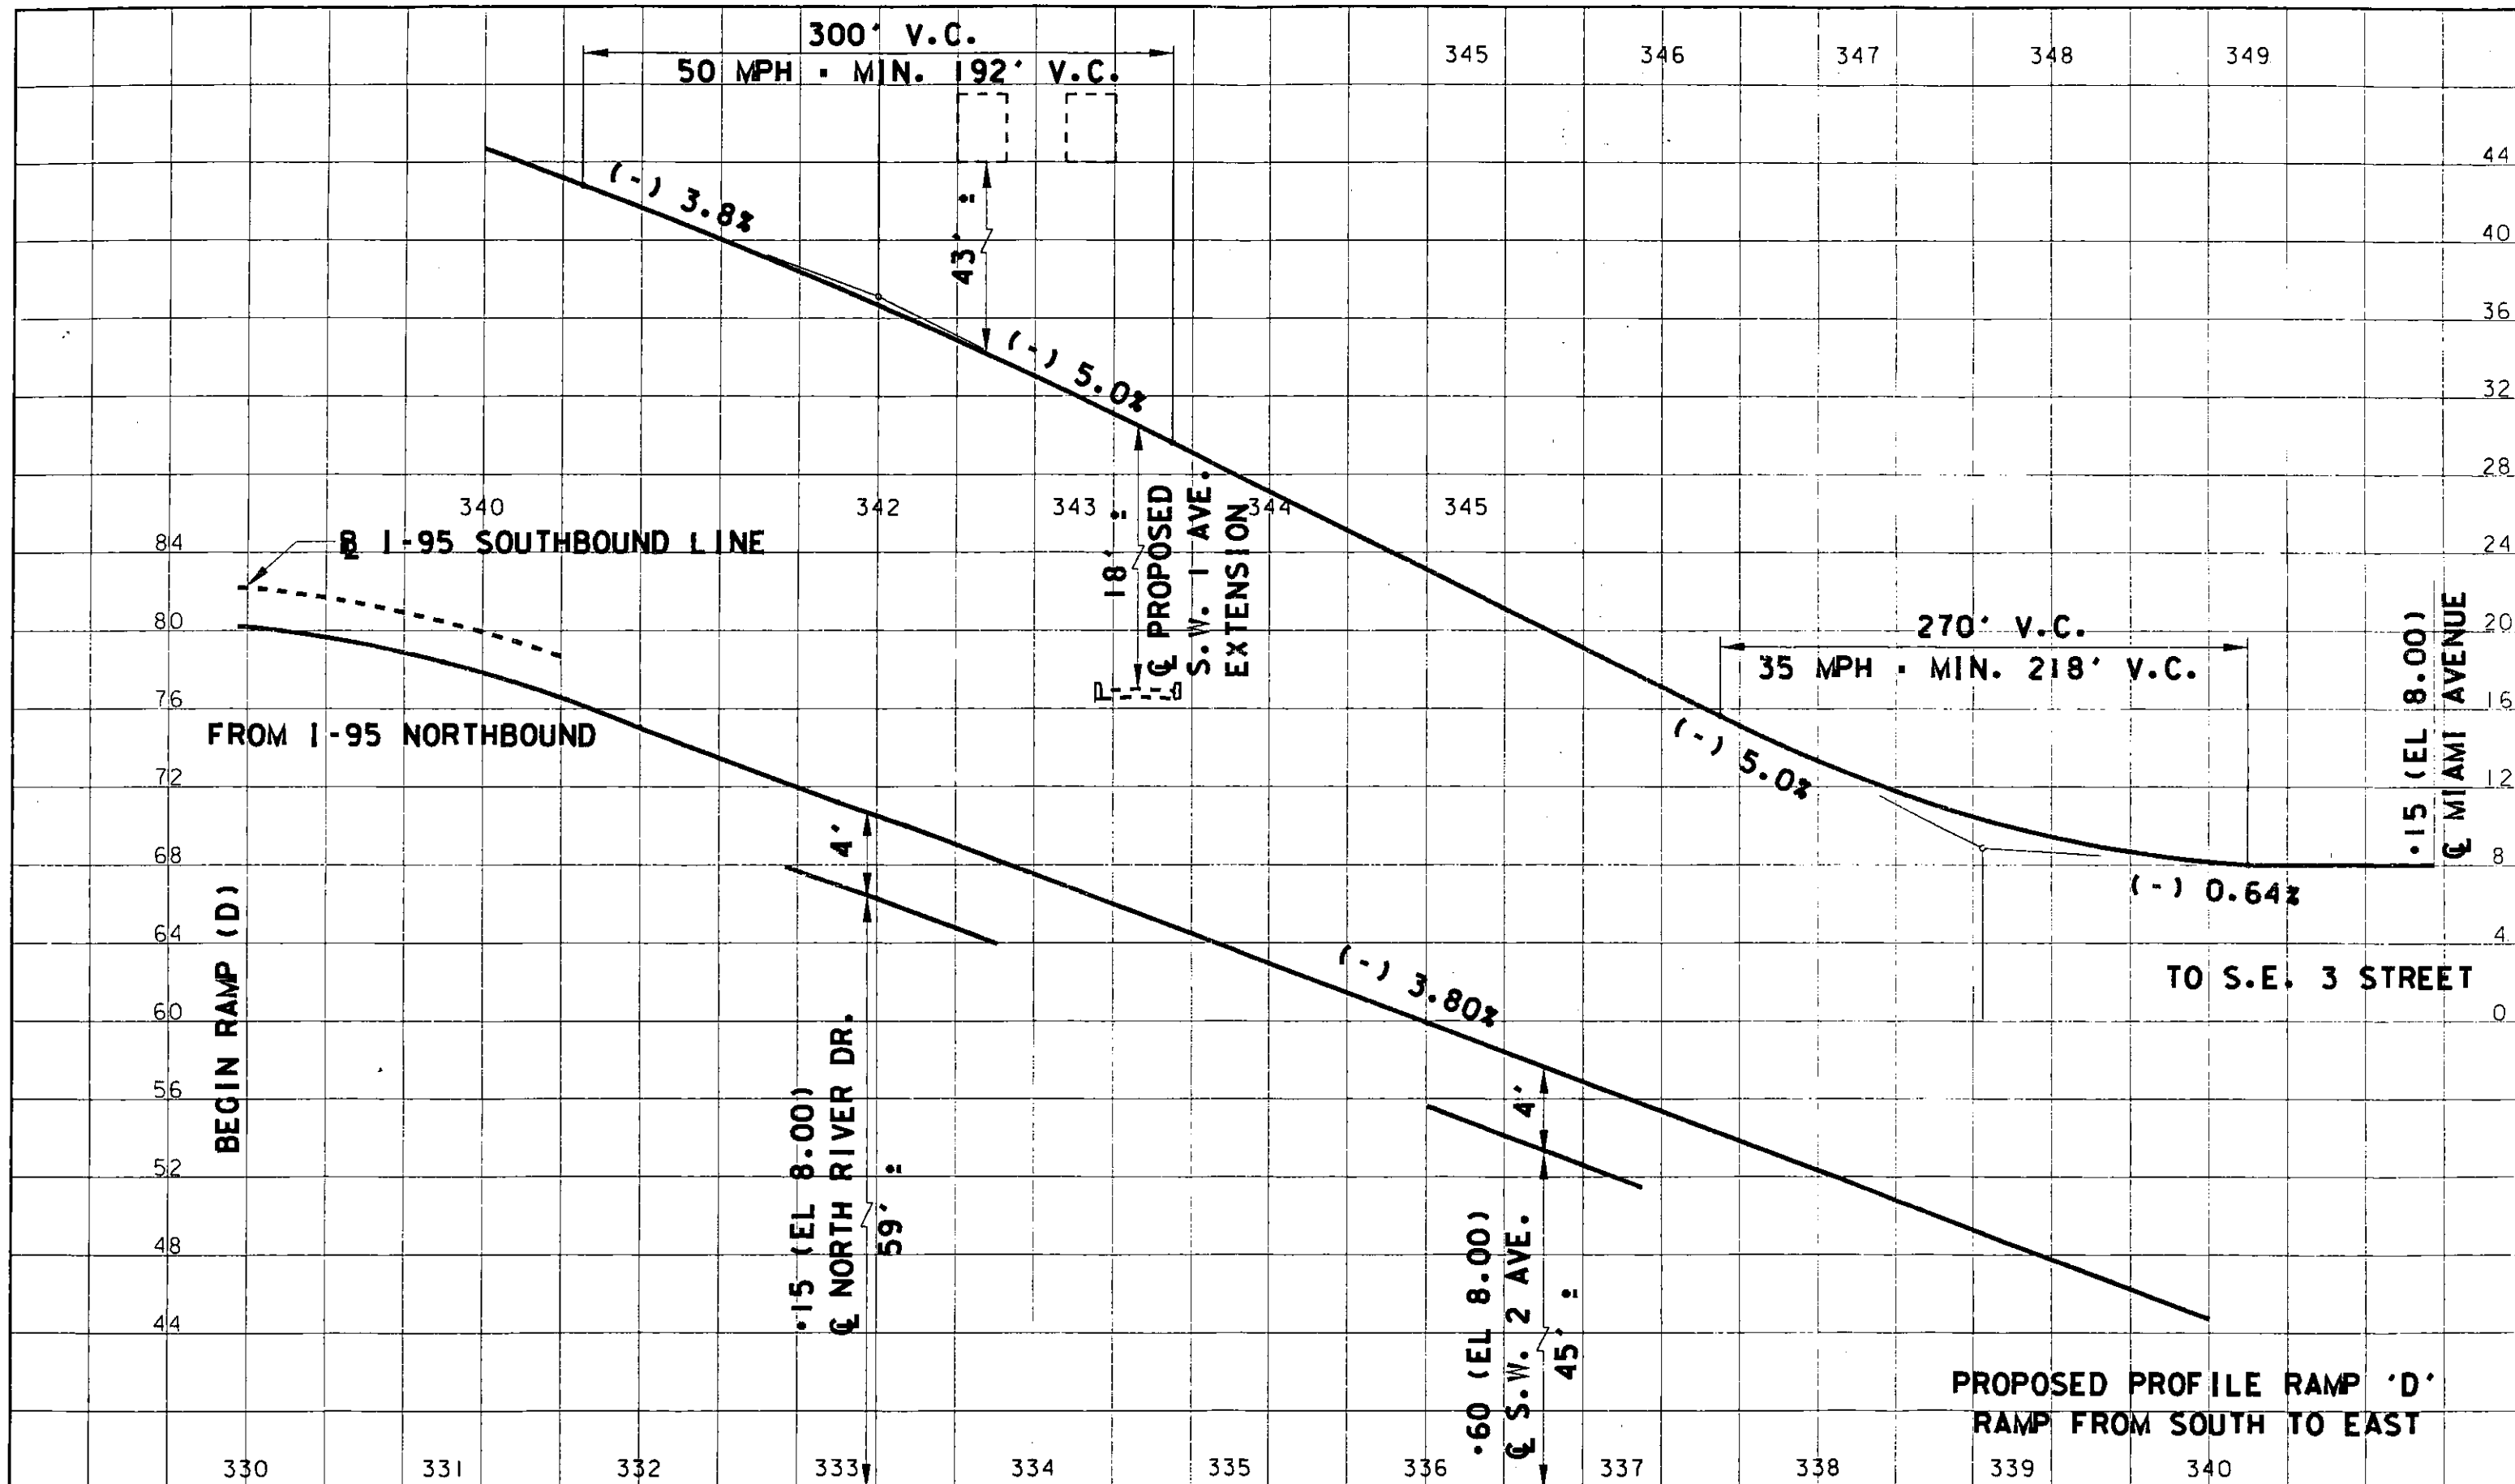 300' V.C.
50 MPH - MIN. 192' V.C.
345 346 347 348 349
(-) 3.8%
43' ±
(-) 5.0%
44
40
36
32
28
24
20
16
12
8
4
0
340 342 343 344 345
18' ±
℄ PROPOSED
S.W. 1 AVE.
EXTENSION
℄ I-95 SOUTHBOUND LINE
FROM I-95 NORTHBOUND
270' V.C.
35 MPH - MIN. 218' V.C.
(-) 5.0%
(-) 0.64%
+15 (EL 8.00)
℄ MIAMI AVENUE
TO S.E. 3 STREET
84
80
76
72
68
64
60
56
52
48
44
BEGIN RAMP (D)
4'
+15 (EL 8.00)
℄ NORTH RIVER DR.
59' ±
(-) 3.80%
4'
+60 (EL 8.00)
℄ S.W. 2 AVE.
45' ±
PROPOSED PROFILE RAMP 'D'
RAMP FROM SOUTH TO EAST
330 331 332 333 334 335 336 337 338 339 340